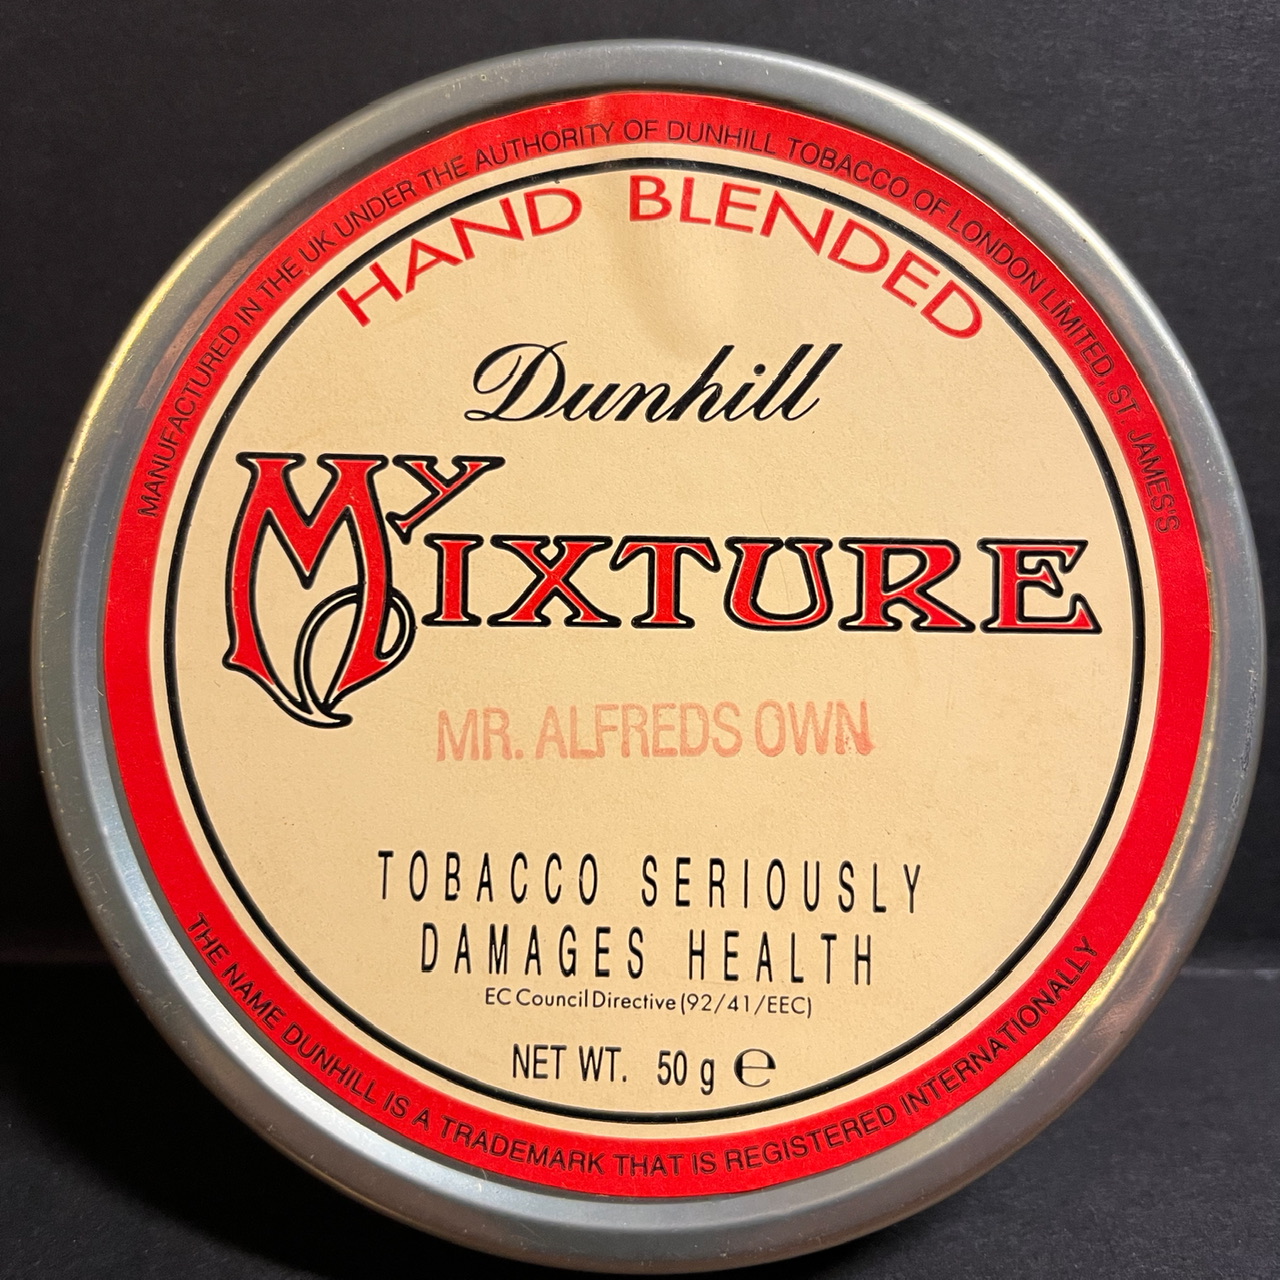 MANUFACTURED IN THE UK UNDER THE AUTHORITY OF DUNHILL TOBACCO OF LONDON LIMITED, ST. JAMES'S
HAND BLENDED
Dunhill
MY
MIXTURE
MR. ALFREDS OWN
TOBACCO SERIOUSLY
DAMAGES HEALTH
EC Council Directive (92/41/EEC)
NET WT. 50 g ℮
THE NAME DUNHILL IS A TRADEMARK THAT IS REGISTERED INTERNATIONALLY